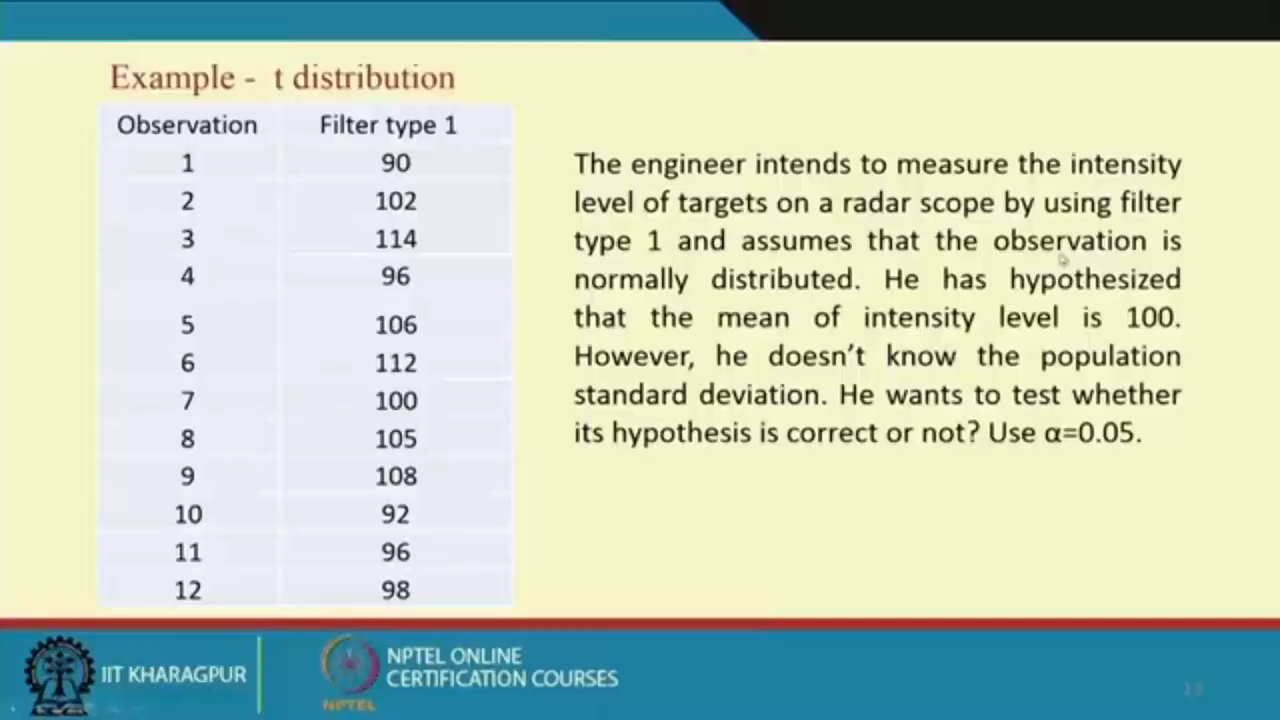 Example - t distribution
Observation Filter type 1
1 90
2 102
3 114
4 96
5 106
6 112
7 100
8 105
9 108
10 92
11 96
12 98
The engineer intends to measure the intensity
level of targets on a radar scope by using filter
type 1 and assumes that the observation is
normally distributed. He has hypothesized
that the mean of intensity level is 100.
However, he doesn’t know the population
standard deviation. He wants to test whether
its hypothesis is correct or not? Use α=0.05.
IIT KHARAGPUR
NPTEL
NPTEL ONLINE
CERTIFICATION COURSES